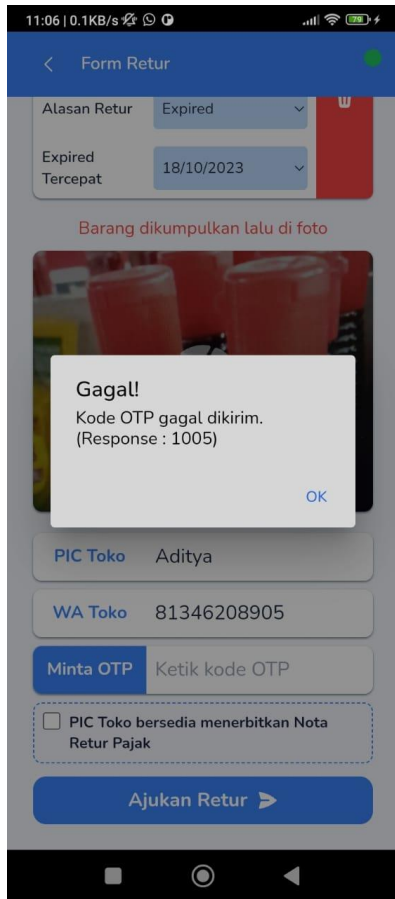 11:06 | 0.1KB/s
79
Form Retur
Alasan Retur
Expired
Expired
Tercepat
18/10/2023
Barang dikumpulkan lalu di foto
Gagal!
Kode OTP gagal dikirim.
(Response : 1005)
OK
PIC Toko
Aditya
WA Toko
81346208905
Minta OTP
Ketik kode OTP
PIC Toko bersedia menerbitkan Nota
Retur Pajak
Ajukan Retur